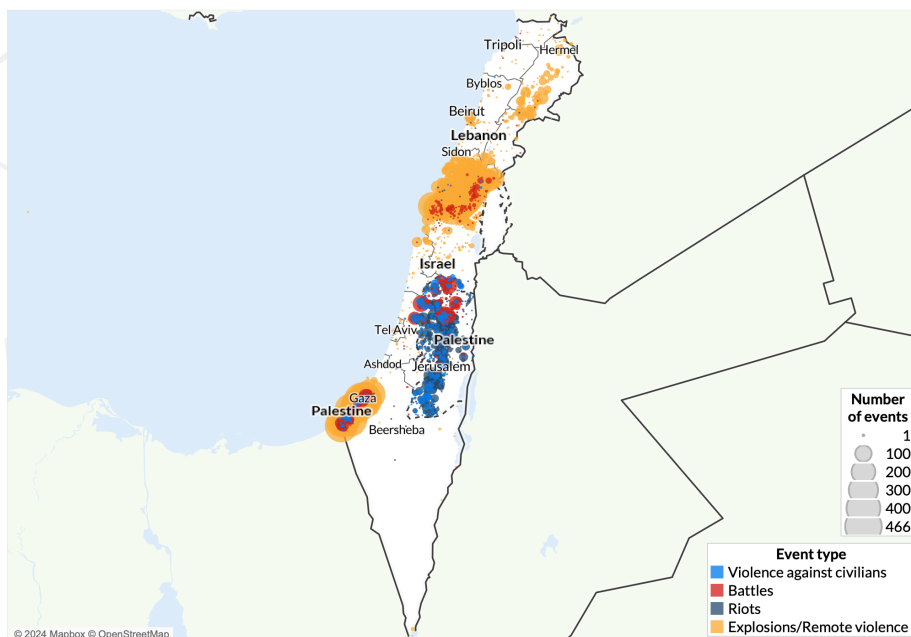 Tripoli
Hermel
Byblos
Beirut
Lebanon
Sidon
Israel
Tel Aviv
Palestine
Ashdod
Jerusalem
Gaza
Palestine
Beersheba
Number
of events
1
100
200
300
400
466
Event type
Violence against civilians
Battles
Riots
Explosions/Remote violence
© 2024 Mapbox © OpenStreetMap